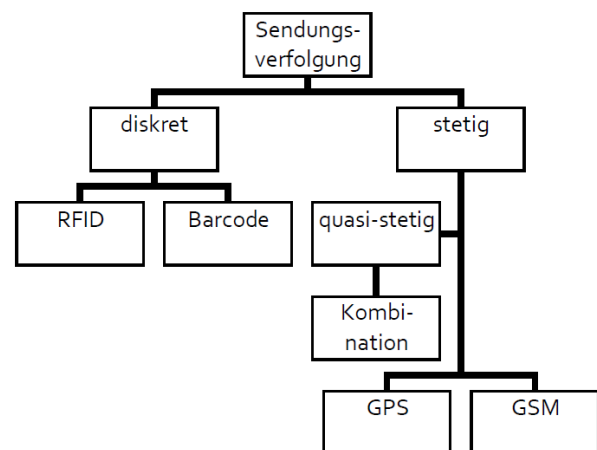 Sendungs-
verfolgung
diskret
stetig
RFID
Barcode
quasi-stetig
Kombi-
nation
GPS
GSM